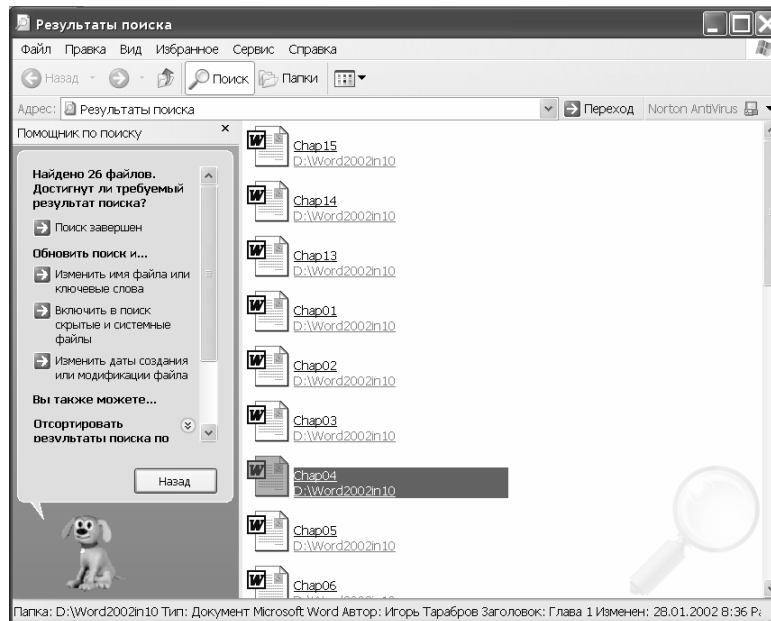 Результаты поиска
Файл Правка Вид Избранное Сервис Справка
Назад Поиск Папки
Адрес: Результаты поиска Переход Norton AntiVirus
Помощник по поиску
Найдено 26 файлов.
Достигнут ли требуемый
результат поиска?
Поиск завершен
Обновить поиск и...
Изменить имя файла или
ключевые слова
Включить в поиск
скрытые и системные
файлы
Изменить даты создания
или модификации файла
Вы также можете...
Отсортировать
результаты поиска по
Назад
Chap15
D:\Word2002in10
Chap14
D:\Word2002in10
Chap13
D:\Word2002in10
Chap01
D:\Word2002in10
Chap02
D:\Word2002in10
Chap03
D:\Word2002in10
Chap04
D:\Word2002in10
Chap05
D:\Word2002in10
Chap06
Папка: D:\Word2002in10 Тип: Документ Microsoft Word Автор: Игорь Тарабров Заголовок: Глава 1 Изменен: 28.01.2002 8:36